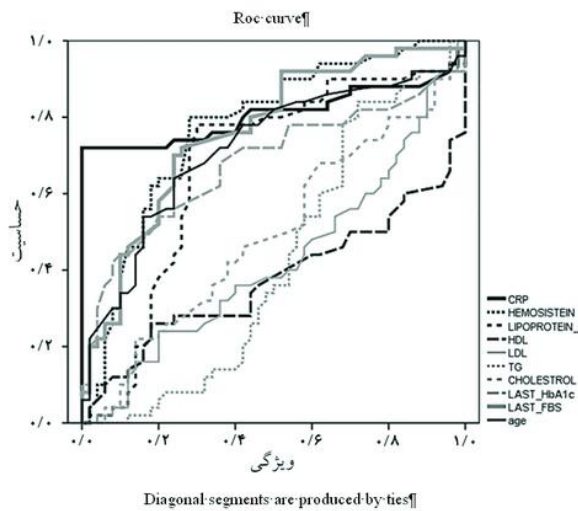 Roc·curve¶
۱/۰
۰/۸
۰/۶
۰/۴
۰/۲
۰/۰
حساسیت
۰/۰ ۰/۲ ۰/۴ ۰/۶ ۰/۸ ۱/۰
ویژگی
CRP
HEMOSISTEIN
LIPOPROTEIN_
HDL
LDL
TG
CHOLESTROL
LAST_HbA1c
LAST_FBS
age
Diagonal·segments·are·produced·by·ties¶